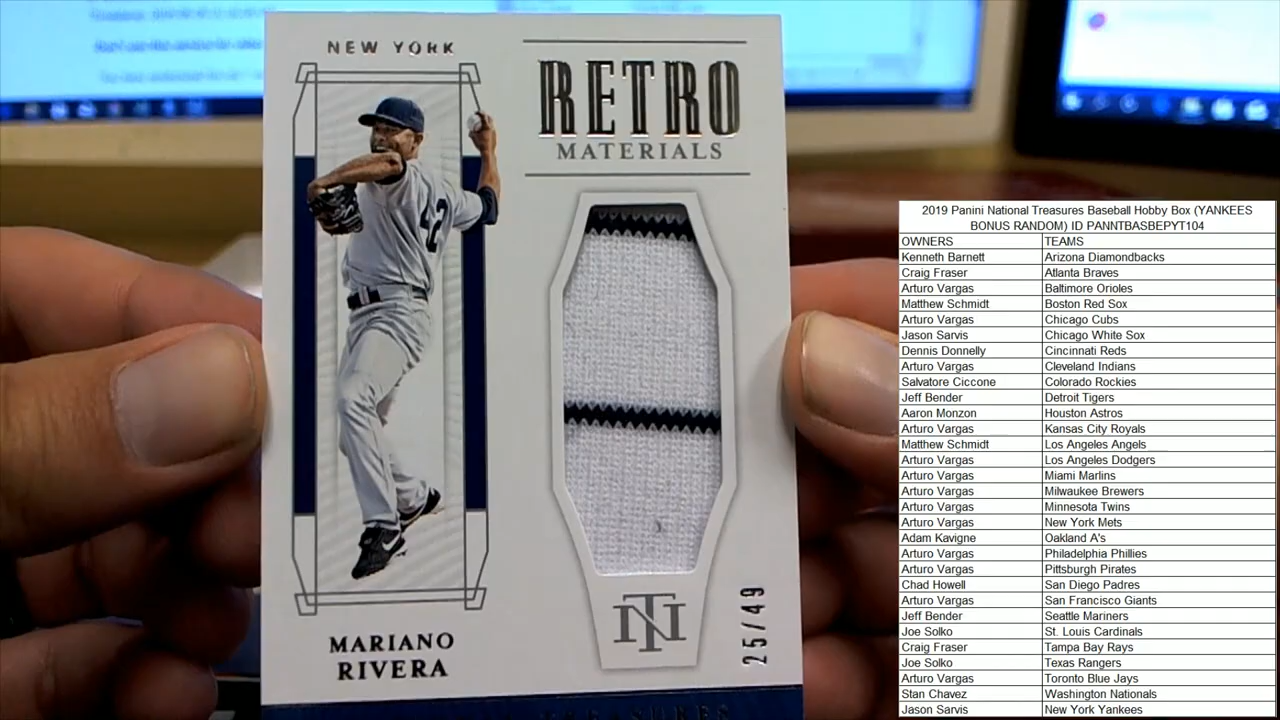 NEW YORK
RETRO
MATERIALS
42
MARIANO
RIVERA
NT
25/49
TREASURES
2019 Panini National Treasures Baseball Hobby Box (YANKEES
BONUS RANDOM) ID PANNTBASBEPYT104
OWNERS TEAMS
Kenneth Barnett Arizona Diamondbacks
Craig Fraser Atlanta Braves
Arturo Vargas Baltimore Orioles
Matthew Schmidt Boston Red Sox
Arturo Vargas Chicago Cubs
Jason Sarvis Chicago White Sox
Dennis Donnelly Cincinnati Reds
Arturo Vargas Cleveland Indians
Salvatore Ciccone Colorado Rockies
Jeff Bender Detroit Tigers
Aaron Monzon Houston Astros
Arturo Vargas Kansas City Royals
Matthew Schmidt Los Angeles Angels
Arturo Vargas Los Angeles Dodgers
Arturo Vargas Miami Marlins
Arturo Vargas Milwaukee Brewers
Arturo Vargas Minnesota Twins
Arturo Vargas New York Mets
Adam Kavigne Oakland A's
Arturo Vargas Philadelphia Phillies
Arturo Vargas Pittsburgh Pirates
Chad Howell San Diego Padres
Arturo Vargas San Francisco Giants
Jeff Bender Seattle Mariners
Joe Solko St. Louis Cardinals
Craig Fraser Tampa Bay Rays
Joe Solko Texas Rangers
Arturo Vargas Toronto Blue Jays
Stan Chavez Washington Nationals
Jason Sarvis New York Yankees